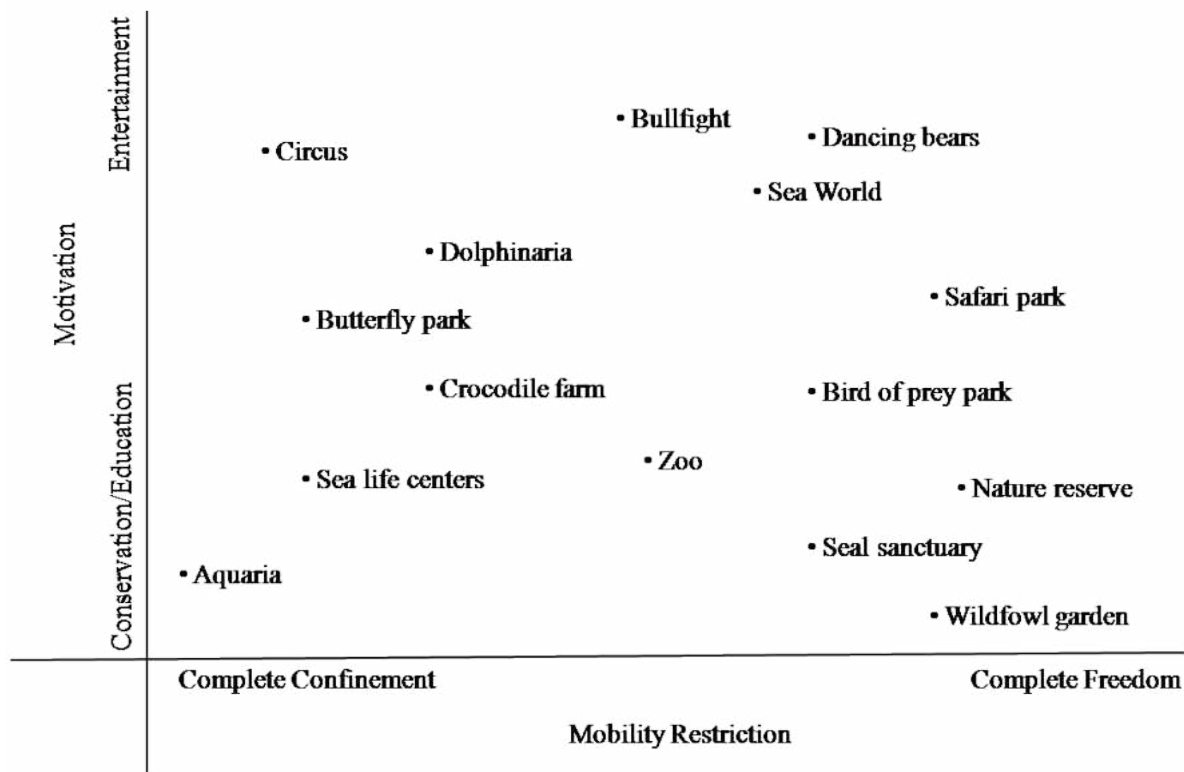 Entertainment
Motivation
Conservation/Education
Bullfight
Dancing bears
Circus
Sea World
Dolphinaria
Safari park
Butterfly park
Crocodile farm
Bird of prey park
Zoo
Sea life centers
Nature reserve
Seal sanctuary
Aquaria
Wildfowl garden
Complete Confinement
Complete Freedom
Mobility Restriction